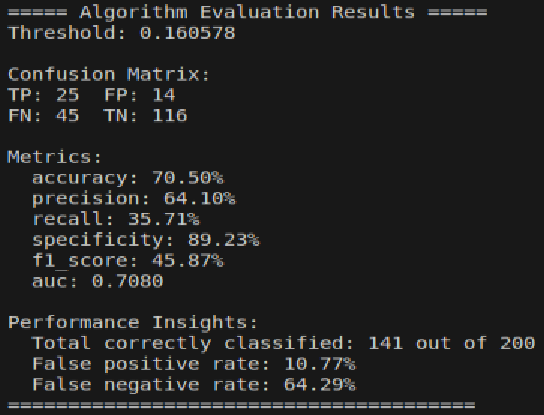 ===== Algorithm Evaluation Results =====
Threshold: 0.160578
Confusion Matrix:
TP: 25  FP: 14
FN: 45  TN: 116
Metrics:
accuracy: 70.50%
precision: 64.10%
recall: 35.71%
specificity: 89.23%
f1_score: 45.87%
auc: 0.7080
Performance Insights:
Total correctly classified: 141 out of 200
False positive rate: 10.77%
False negative rate: 64.29%
=======================================